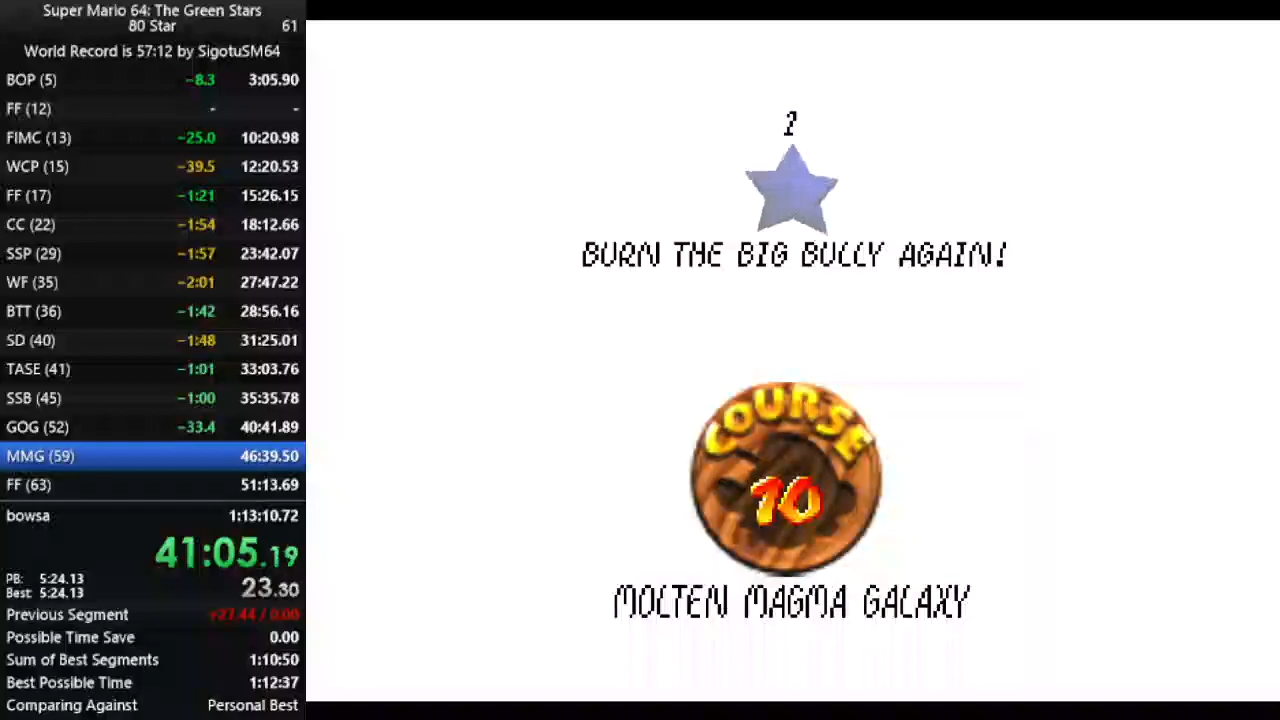 Super Mario 64: The Green Stars
80 Star 61
World Record is 57:12 by SigotuSM64
BOP (5) -8.3 3:05.90
FF (12) - -
FIMC (13) -25.0 10:20.98
WCP (15) -39.5 12:20.53
FF (17) -1:21 15:26.15
CC (22) -1:54 18:12.66
SSP (29) -1:57 23:42.07
WF (35) -2:01 27:47.22
BTT (36) -1:42 28:56.16
SD (40) -1:48 31:25.01
TASE (41) -1:01 33:03.76
SSB (45) -1:00 35:35.78
GOG (52) -33.4 40:41.89
MMG (59) 46:39.50
FF (63) 51:13.69
bowsa 1:13:10.72
41:05.19
PB: 5:24.13
Best: 5:24.13
23.30
Previous Segment +27.44 / 0.00
Possible Time Save 0.00
Sum of Best Segments 1:10:50
Best Possible Time 1:12:37
Comparing Against Personal Best
2
BURN THE BIG BULLY AGAIN!
COURSE
10
MOLTEN MAGMA GALAXY